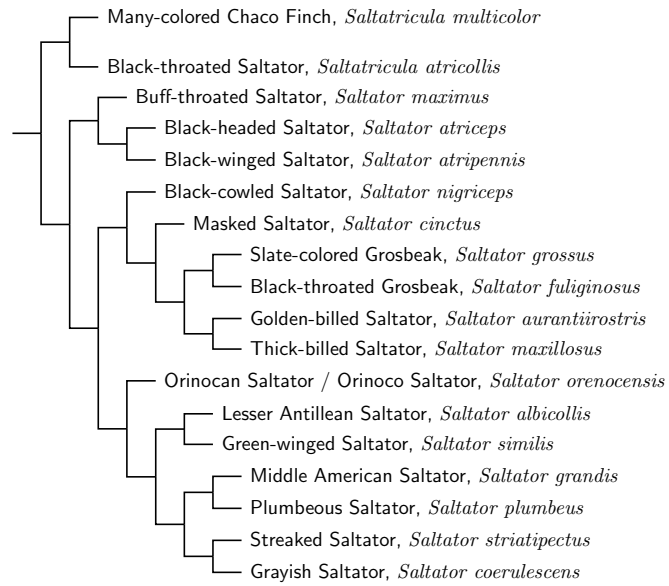 Many-colored Chaco Finch, Saltatricula multicolor
Black-throated Saltator, Saltatricula atricollis
Buff-throated Saltator, Saltator maximus
Black-headed Saltator, Saltator atriceps
Black-winged Saltator, Saltator atripennis
Black-cowled Saltator, Saltator nigriceps
Masked Saltator, Saltator cinctus
Slate-colored Grosbeak, Saltator grossus
Black-throated Grosbeak, Saltator fuliginosus
Golden-billed Saltator, Saltator aurantiirostris
Thick-billed Saltator, Saltator maxillosus
Orinocan Saltator / Orinoco Saltator, Saltator orenocensis
Lesser Antillean Saltator, Saltator albicollis
Green-winged Saltator, Saltator similis
Middle American Saltator, Saltator grandis
Plumbeous Saltator, Saltator plumbeus
Streaked Saltator, Saltator striatipectus
Grayish Saltator, Saltator coerulescens